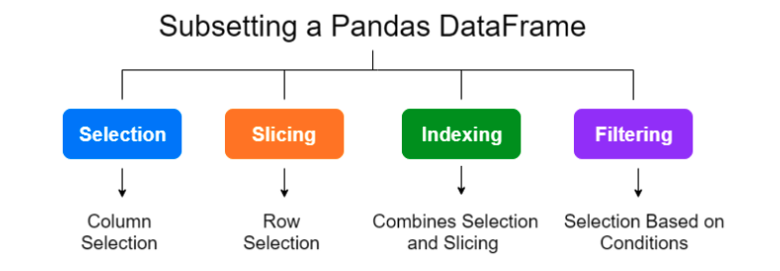 Subsetting a Pandas DataFrame
Selection
Slicing
Indexing
Filtering
Column
Selection
Row
Selection
Combines Selection
and Slicing
Selection Based on
Conditions